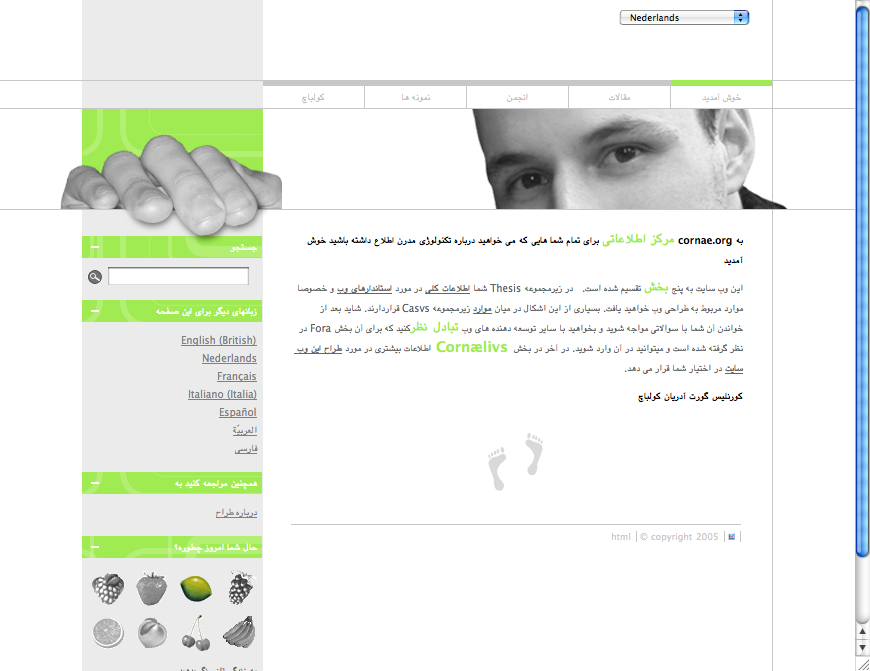 Nederlands
خوش آمدید
مقالات
انجمن
نمونه ها
کولباچ
به cornae.org مرکز اطلاعاتی برای تمام شما هایی که می خواهید درباره تکنولوژی مدرن اطلاع داشته باشید خوش
آمدید
این وب سایت به پنج بخش تقسیم شده است. در زیرمجموعه Thesis شما اطلاعات کلی در مورد استاندارهای وب و خصوصا
موارد مربوط به طراحی وب خواهید یافت. بسیاری از این اشکال در میان موارد زیرمجموعه Casvs قراردارند. شاید بعد از
خواندن آن شما با سوالاتی مواجه شوید و بخواهید با سایر توسعه دهنده های وب تبادل نظرکنید که برای آن بخش Fora در
نظر گرفته شده است و میتوانید در آن وارد شوید. در آخر در بخش Cornælivs اطلاعات بیشتری در مورد طراح این وب
سایت در اختیار شما قرار می دهد.
کورنلیس گورت آدریان کولباچ
جستجو
زبانهای دیگر برای این صفحه
English (British)
Nederlands
Français
Italiano (Italia)
Español
العربيّة
فارسی
همچنین مراجعه کنید به
درباره طراح
حال شما امروز چطوره؟
html | © copyright 2005